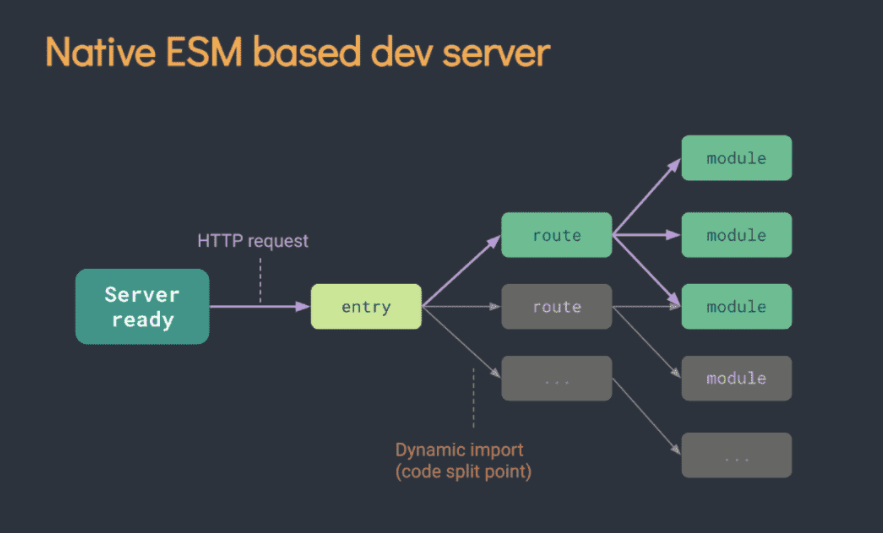 Native ESM based dev server
module
HTTP request
route
module
Server
ready
entry
route
module
...
module
Dynamic import
(code split point)
...